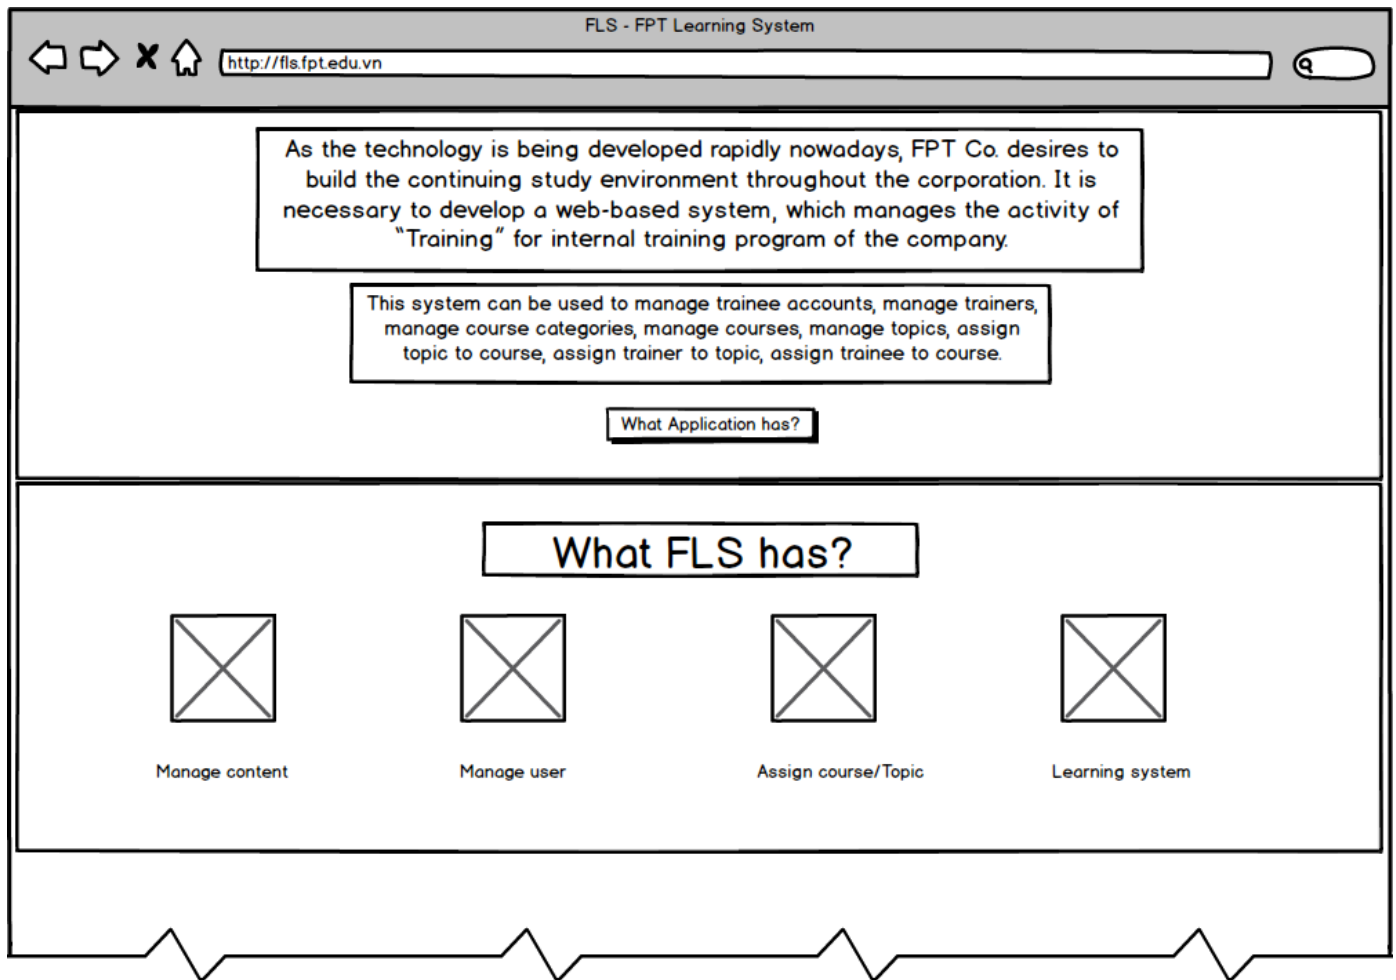 FLS - FPT Learning System
http://fls.fpt.edu.vn
As the technology is being developed rapidly nowadays, FPT Co. desires to
build the continuing study environment throughout the corporation. It is
necessary to develop a web-based system, which manages the activity of
“Training” for internal training program of the company.
This system can be used to manage trainee accounts, manage trainers,
manage course categories, manage courses, manage topics, assign
topic to course, assign trainer to topic, assign trainee to course.
What Application has?
What FLS has?
Manage content
Manage user
Assign course/Topic
Learning system